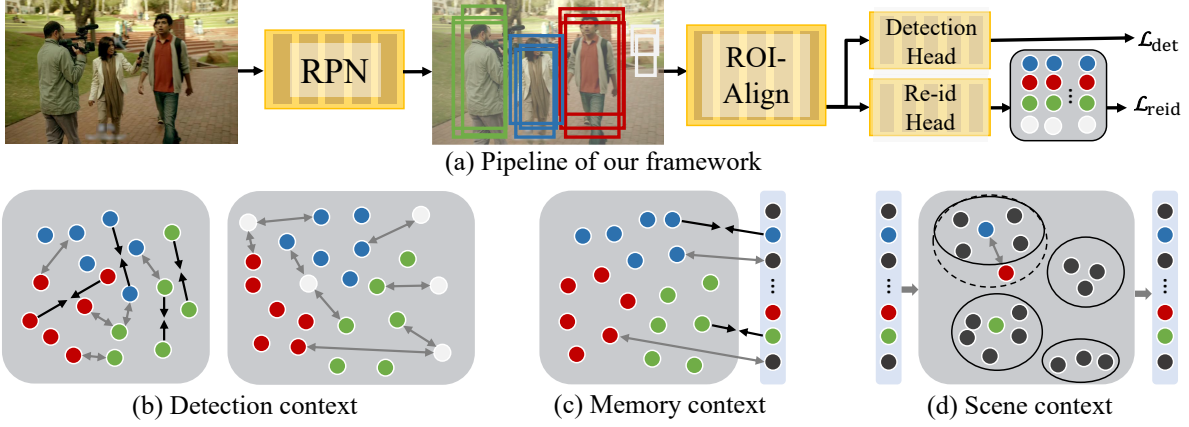 RPN
ROI-
Align
Detection
Head
Re-id
Head
ℒdet
ℒreid
(a) Pipeline of our framework
(b) Detection context
(c) Memory context
(d) Scene context